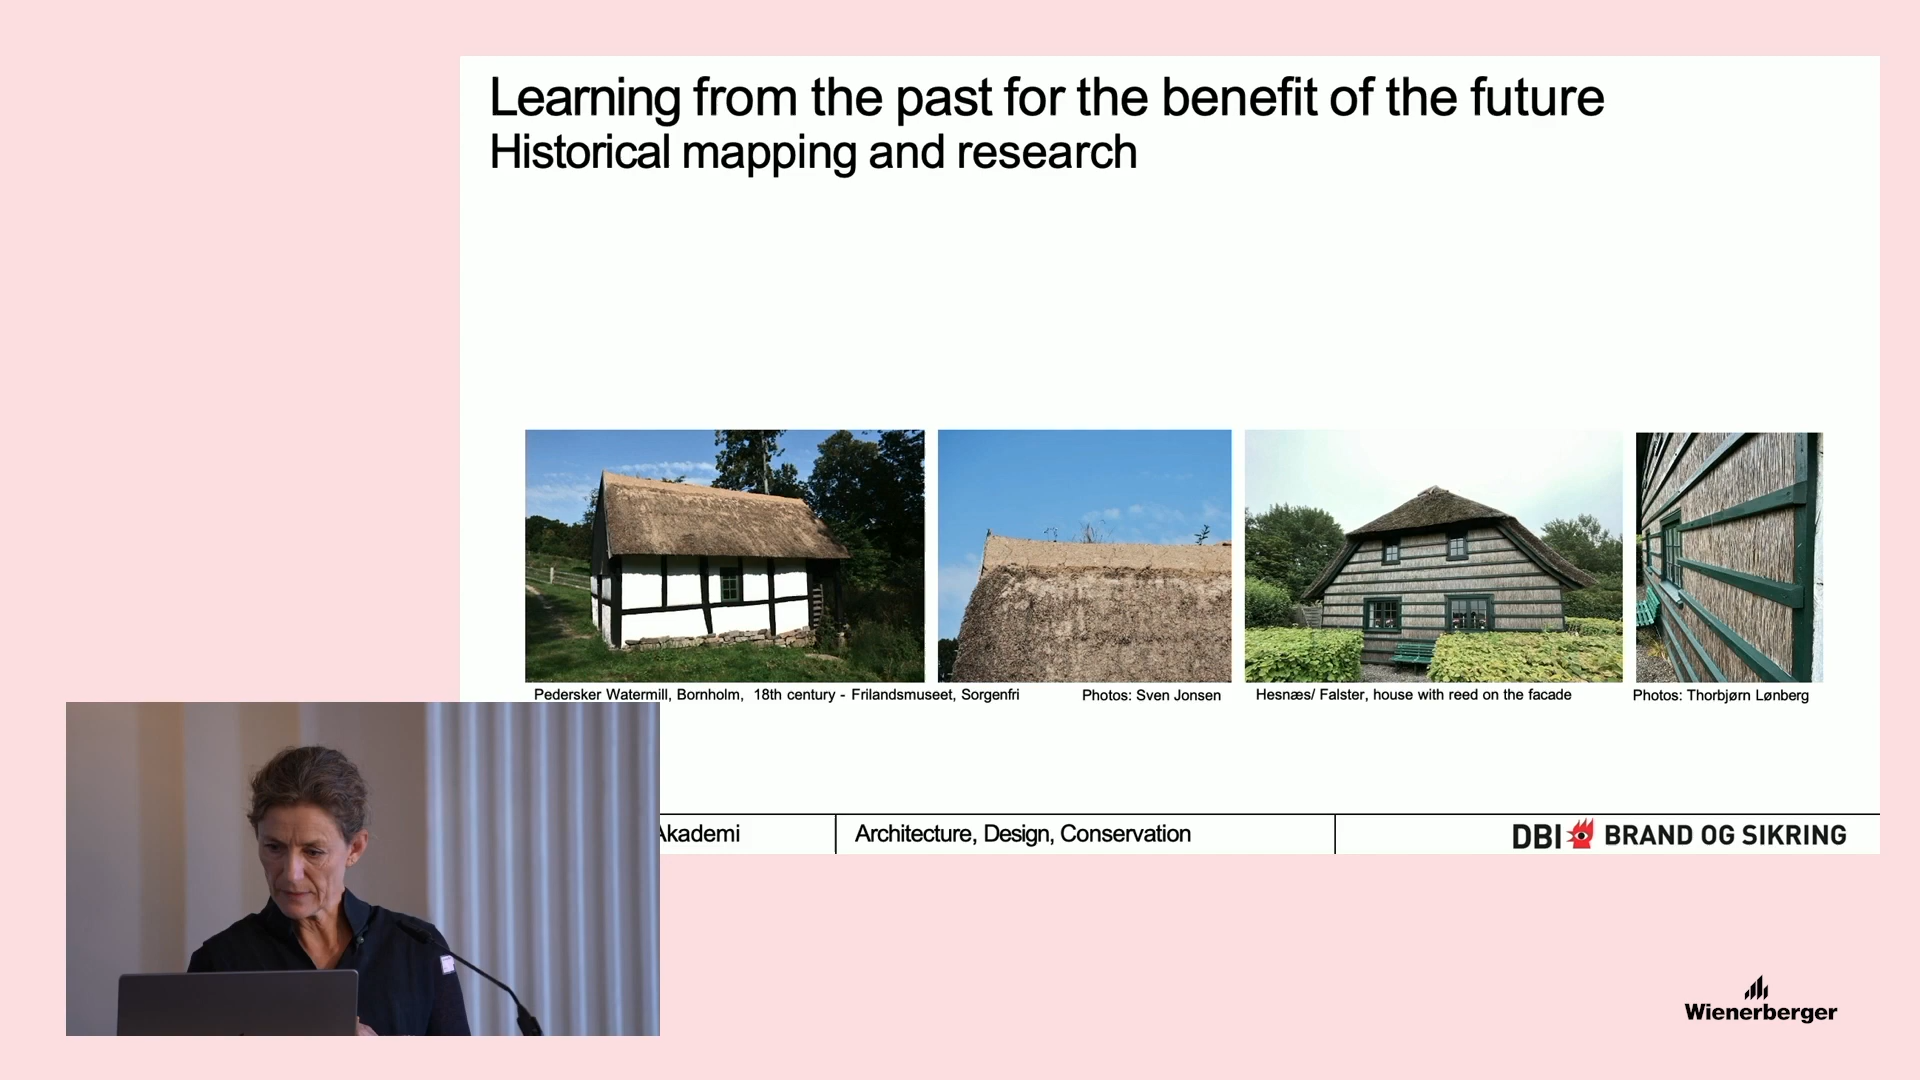 Learning from the past for the benefit of the future
Historical mapping and research
Pedersker Watermill, Bornholm, 18th century - Frilandsmuseet, Sorgenfri
Photos: Sven Jonsen
Hesnæs/ Falster, house with reed on the facade
Photos: Thorbjørn Lønberg
Akademi
Architecture, Design, Conservation
DBI BRAND OG SIKRING
Wienerberger